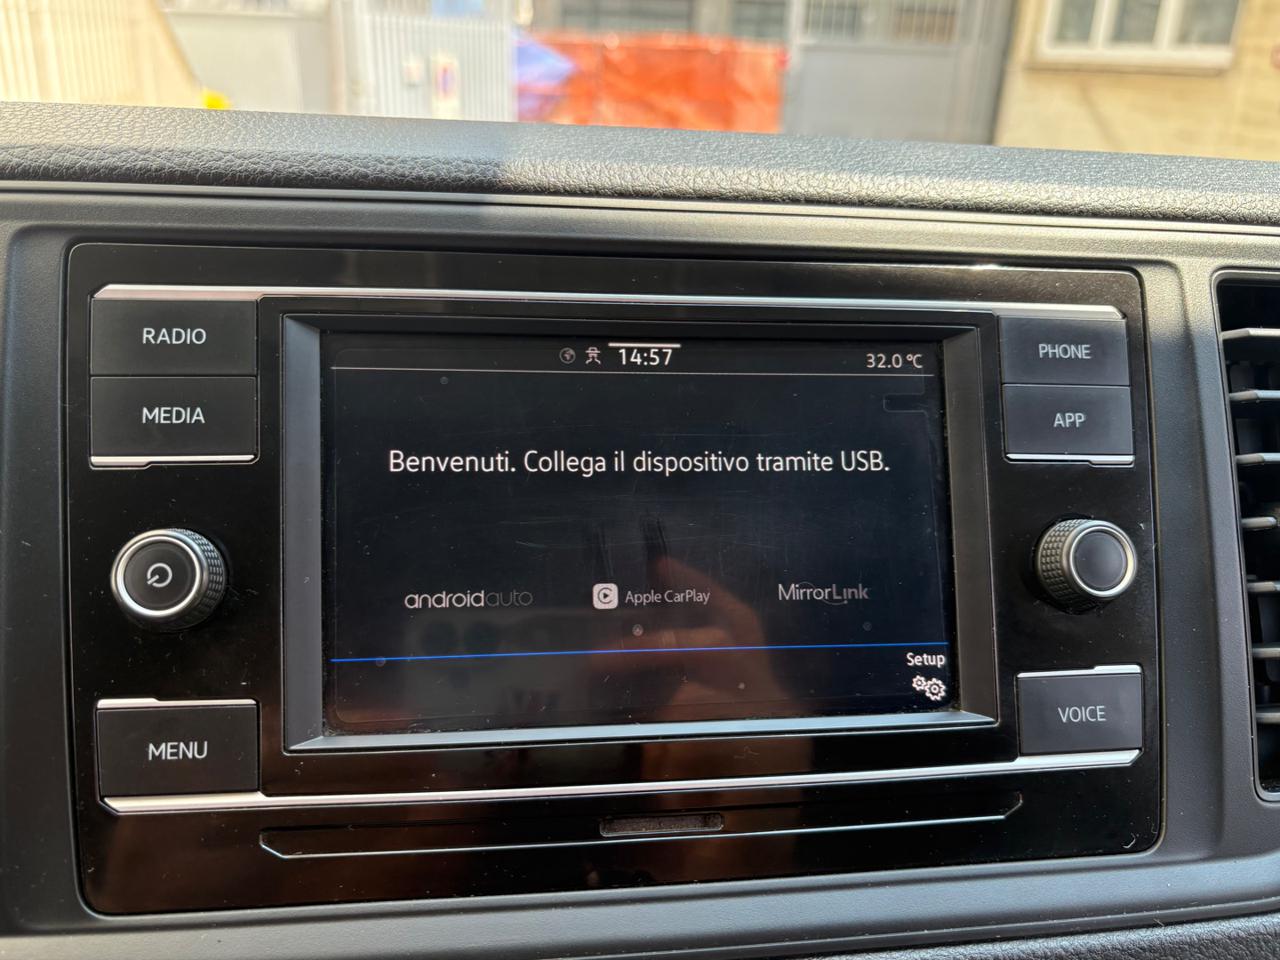 RADIO
MEDIA
MENU
14:57
32.0 °C
Benvenuti. Collega il dispositivo tramite USB.
androidauto
Apple CarPlay
MirrorLink
Setup
PHONE
APP
VOICE